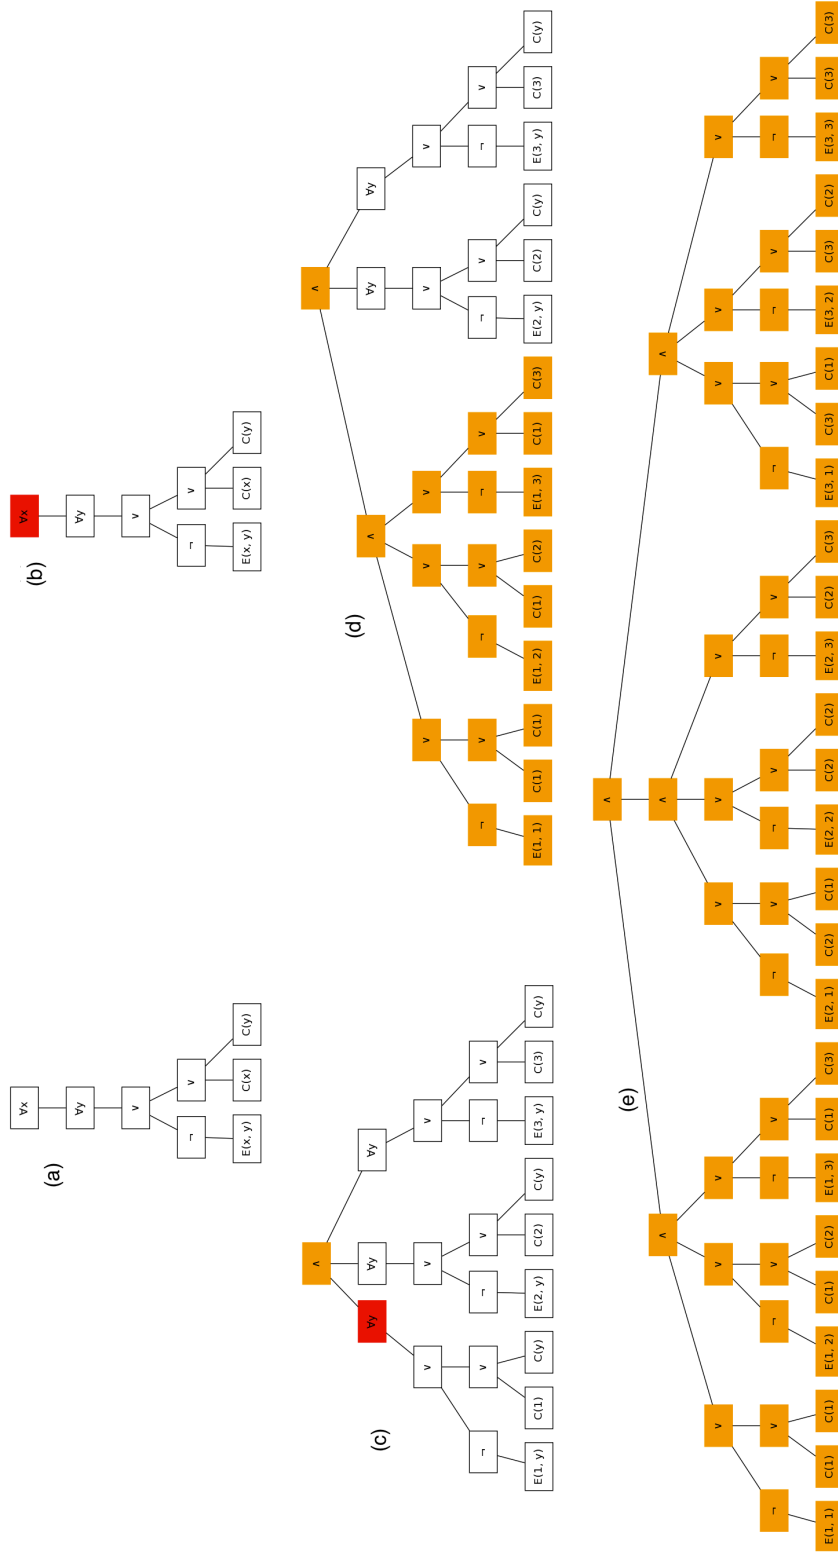 (a)
∀x
∀y
∨
¬ ∨
E(x, y) C(x) C(y)
(b)
∀x
∀y
∨
¬ ∨
E(x, y) C(x) C(y)
(c)
∧
∀y ∀y ∀y
∨ ∨ ∨
¬ ∨ ¬ ∨ ¬ ∨
E(1, y) C(1) C(y) E(2, y) C(2) C(y) E(3, y) C(3) C(y)
(d)
∧
∧ ∀y ∀y
∨ ∨ ∨ ∨ ∨
¬ ∨ ¬ ∨ ¬ ∨ ¬ ∨ ¬ ∨
E(1, 1) C(1) C(1) E(1, 2) C(1) C(2) E(1, 3) C(1) C(3) E(2, y) C(2) C(y) E(3, y) C(3) C(y)
(e)
∧
∧ ∧ ∧
∨ ∨ ∨ ∨ ∨ ∨ ∨ ∨ ∨
¬ ∨ ¬ ∨ ¬ ∨ ¬ ∨ ¬ ∨ ¬ ∨ ¬ ∨ ¬ ∨ ¬ ∨
E(1, 1) C(1) C(1) E(1, 2) C(1) C(2) E(1, 3) C(1) C(3) E(2, 1) C(2) C(1) E(2, 2) C(2) C(2) E(2, 3) C(2) C(3) E(3, 1) C(3) C(1) E(3, 2) C(3) C(2) E(3, 3) C(3) C(3)